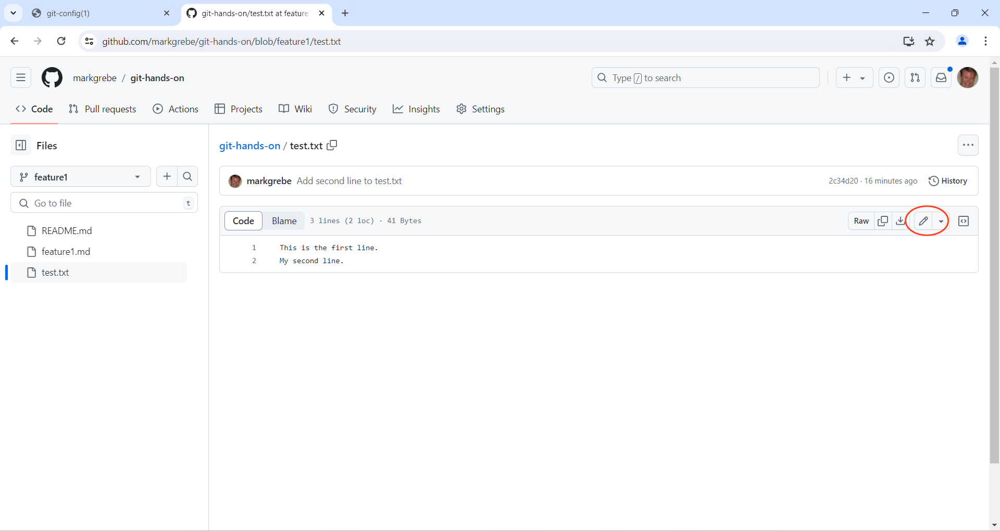 git-config(1)
git-hands-on/test.txt at feature
github.com/markgrebe/git-hands-on/blob/feature1/test.txt
markgrebe / git-hands-on
Type / to search
Code
Pull requests
Actions
Projects
Wiki
Security
Insights
Settings
Files
git-hands-on / test.txt
feature1
markgrebe Add second line to test.txt
2c34d20 · 16 minutes ago
History
Go to file
t
Code
Blame
3 lines (2 loc) · 41 Bytes
Raw
README.md
feature1.md
test.txt
1 This is the first line.
2 My second line.